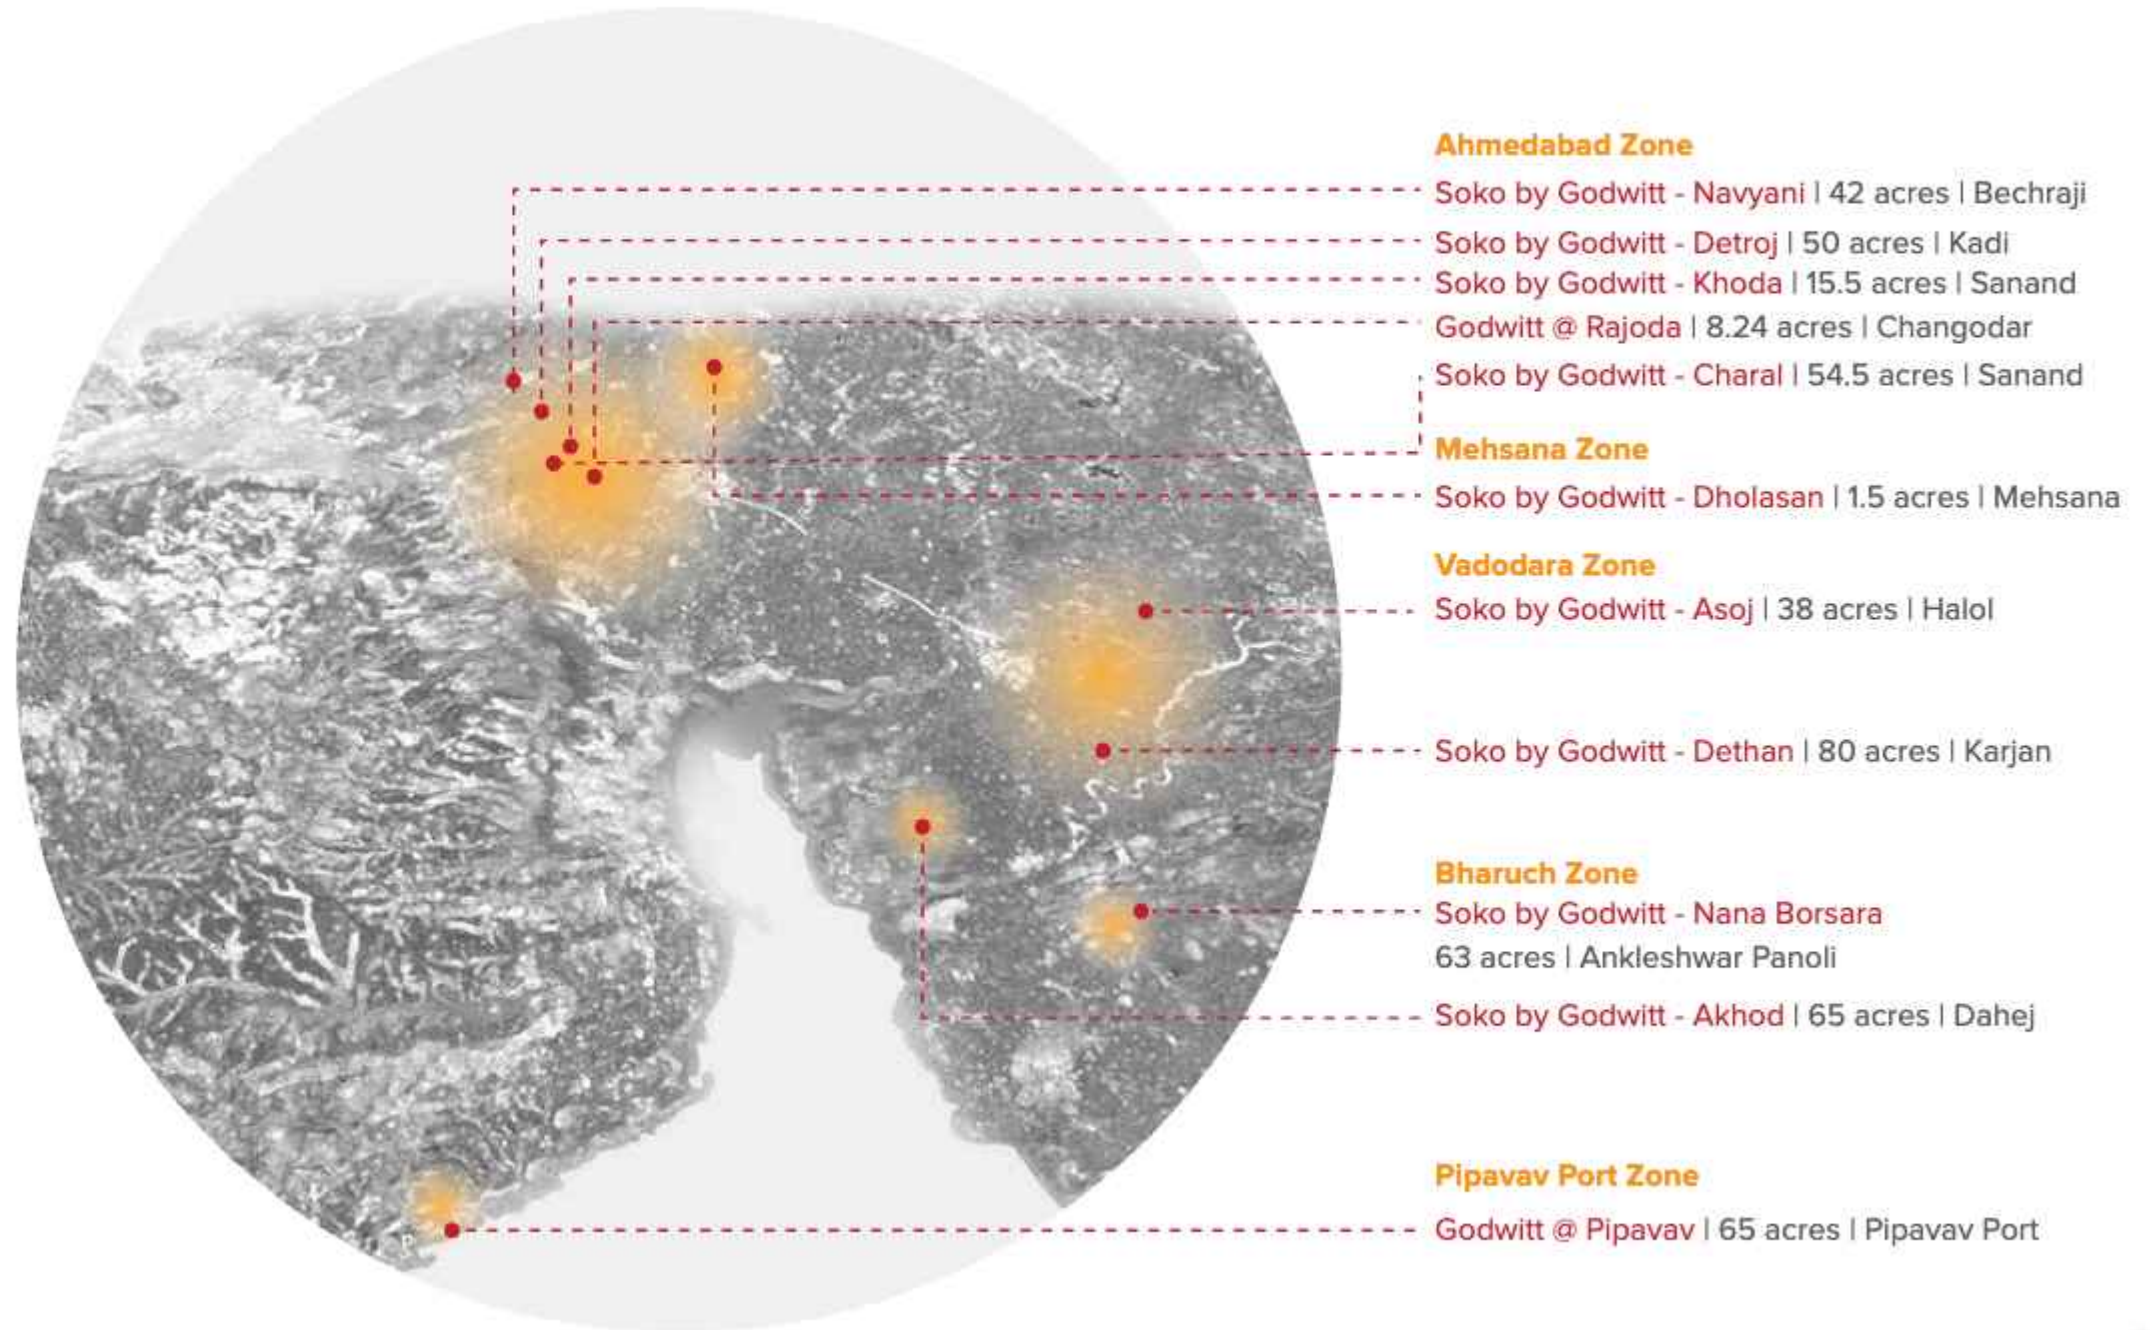 Ahmedabad Zone
Soko by Godwitt - Navyani | 42 acres | Bechraji
Soko by Godwitt - Detroj | 50 acres | Kadi
Soko by Godwitt - Khoda | 15.5 acres | Sanand
Godwitt @ Rajoda | 8.24 acres | Changodar
Soko by Godwitt - Charal | 54.5 acres | Sanand
Mehsana Zone
Soko by Godwitt - Dholasan | 1.5 acres | Mehsana
Vadodara Zone
Soko by Godwitt - Asoj | 38 acres | Halol
Soko by Godwitt - Dethan | 80 acres | Karjan
Bharuch Zone
Soko by Godwitt - Nana Borsara
63 acres | Ankleshwar Panoli
Soko by Godwitt - Akhod | 65 acres | Dahej
Pipavav Port Zone
Godwitt @ Pipavav | 65 acres | Pipavav Port